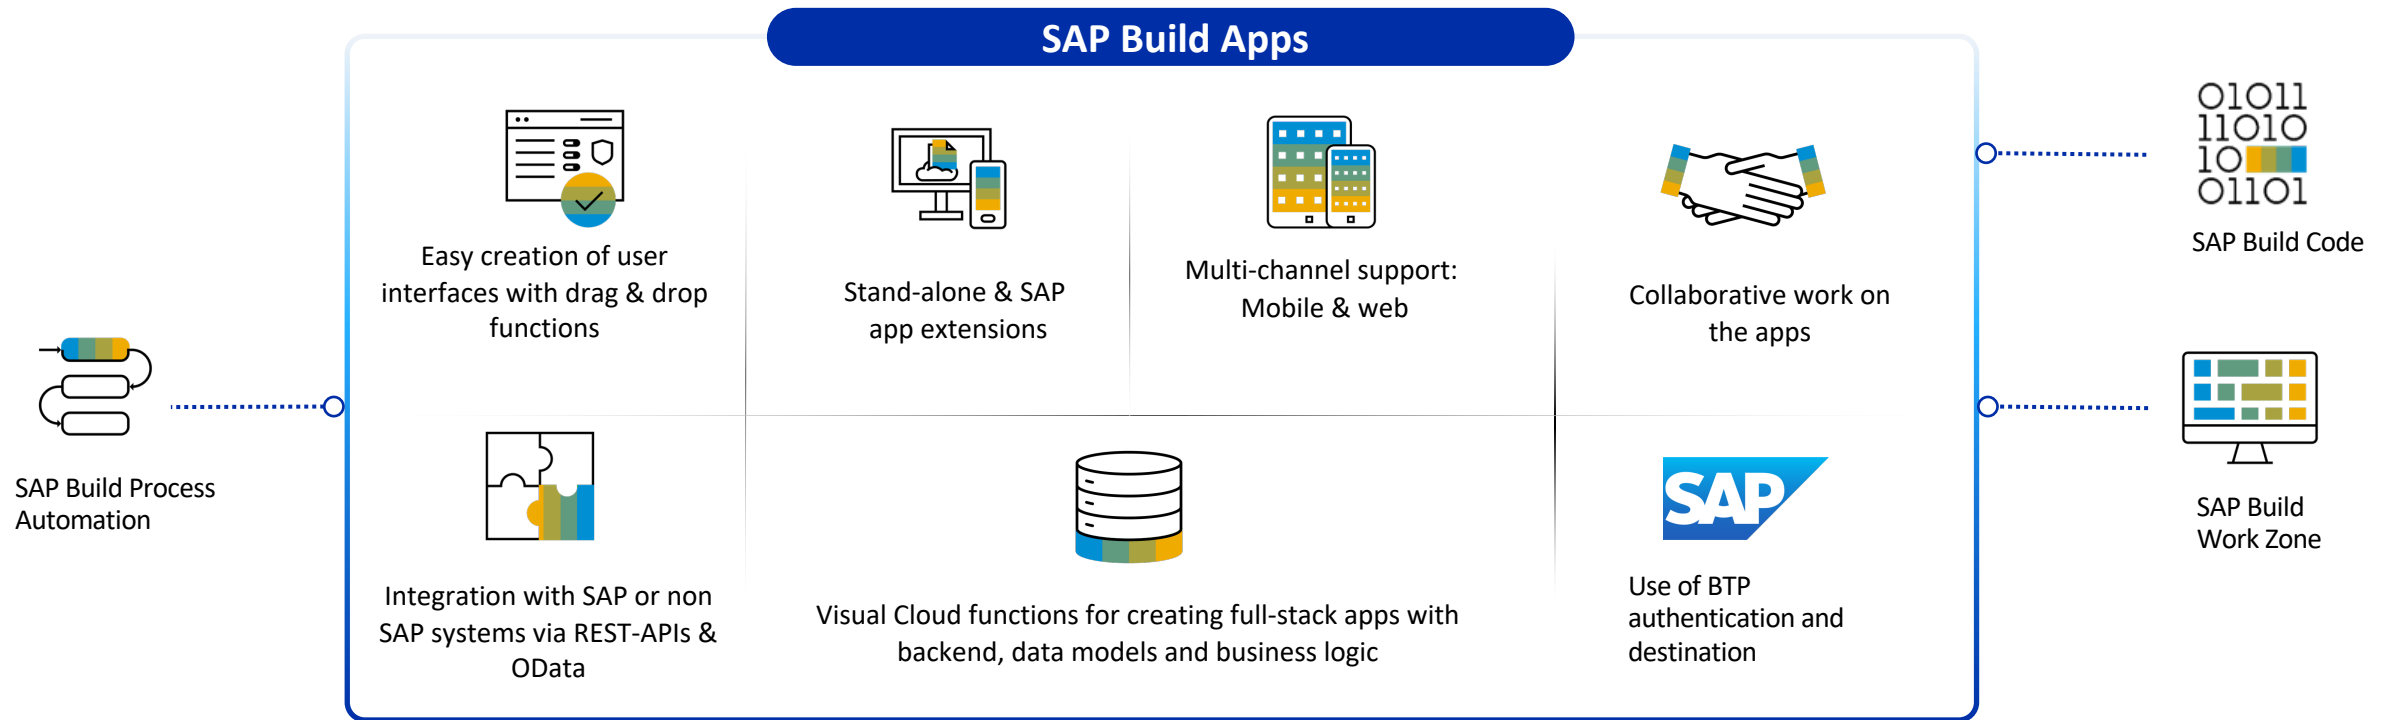 SAP Build Apps
Easy creation of user
interfaces with drag & drop
functions
Stand-alone & SAP
app extensions
Multi-channel support:
Mobile & web
Collaborative work on
the apps
Integration with SAP or non
SAP systems via REST-APIs &
OData
Visual Cloud functions for creating full-stack apps with
backend, data models and business logic
SAP
Use of BTP
authentication and
destination
SAP Build Process
Automation
01011
11010
10
01101
SAP Build Code
SAP Build
Work Zone